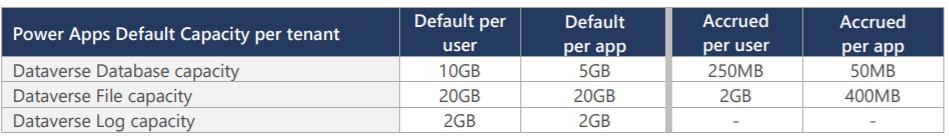 Power Apps Default Capacity per tenant Default per user Default per app Accrued per user Accrued per app
Dataverse Database capacity 10GB 5GB 250MB 50MB
Dataverse File capacity 20GB 20GB 2GB 400MB
Dataverse Log capacity 2GB 2GB - -